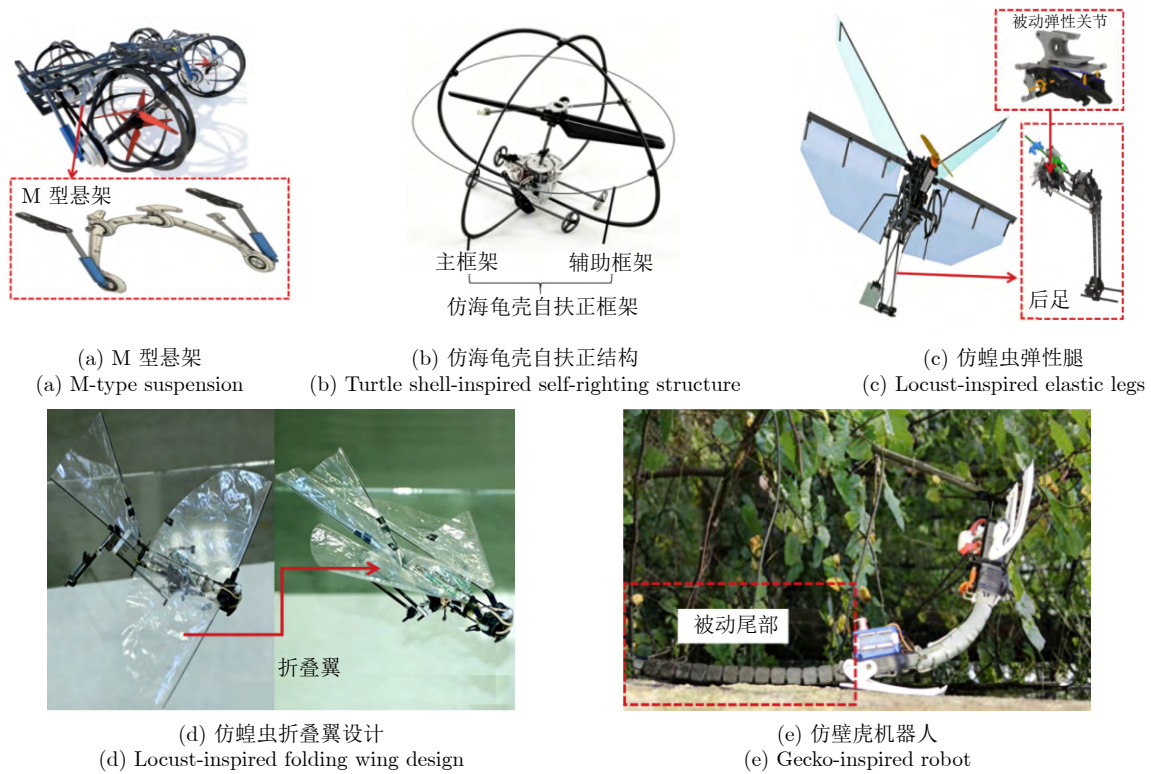 M 型悬架
主框架
辅助框架
仿海龟壳自扶正框架
被动弹性关节
后足
(a) M 型悬架
(a) M-type suspension
(b) 仿海龟壳自扶正结构
(b) Turtle shell-inspired self-righting structure
(c) 仿蝗虫弹性腿
(c) Locust-inspired elastic legs
折叠翼
被动尾部
(d) 仿蝗虫折叠翼设计
(d) Locust-inspired folding wing design
(e) 仿壁虎机器人
(e) Gecko-inspired robot